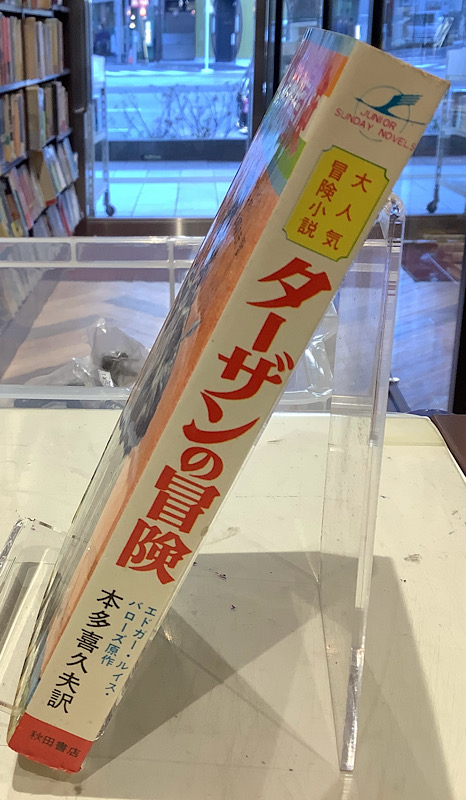 JUNIOR
SUNDAY NOVELS
大人気
冒険小説
ターザンの冒険
エドガー・ルイス・
バローズ原作
本多喜久夫訳
秋田書店